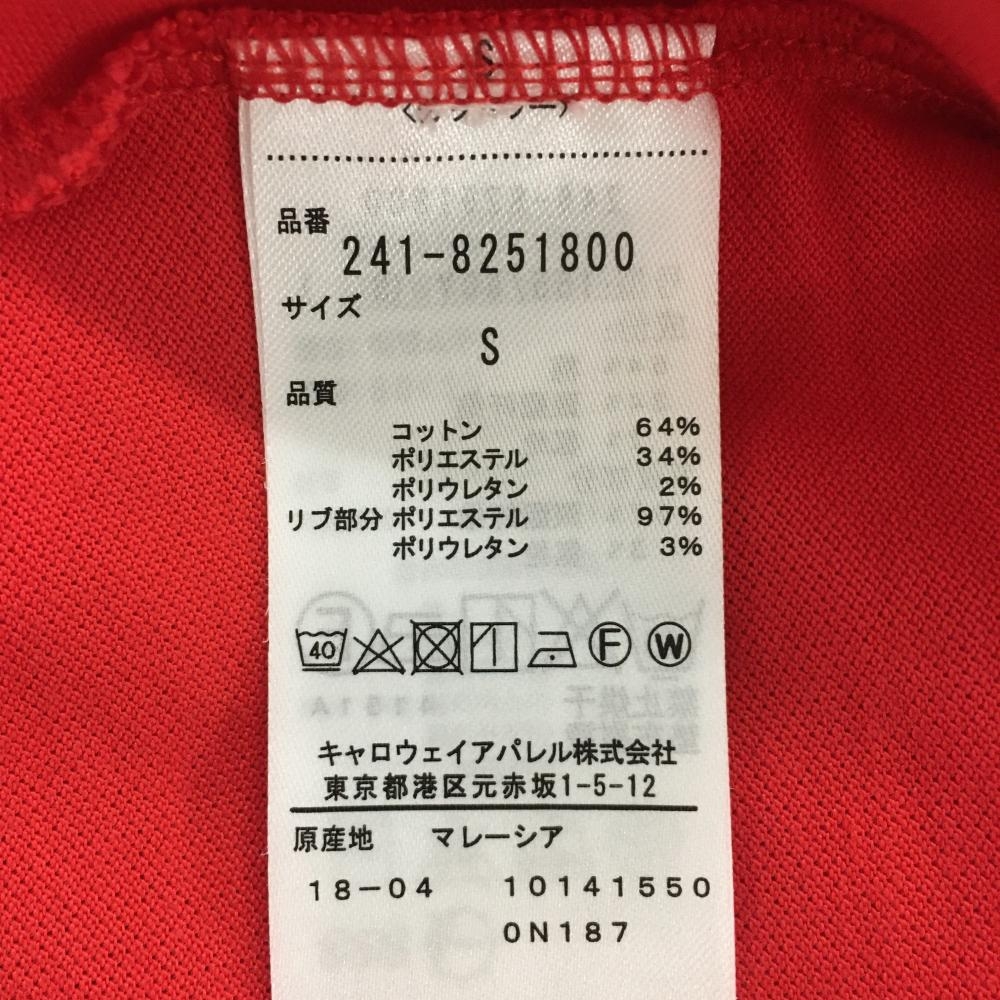 S
品番
241-8251800
サイズ
S
品質
コットン 64%
ポリエステル 34%
ポリウレタン 2%
リブ部分 ポリエステル 97%
ポリウレタン 3%
40 F W
キャロウェイアパレル株式会社
東京都港区元赤坂1-5-12
原産地 マレーシア
18-04 10141550
0N187